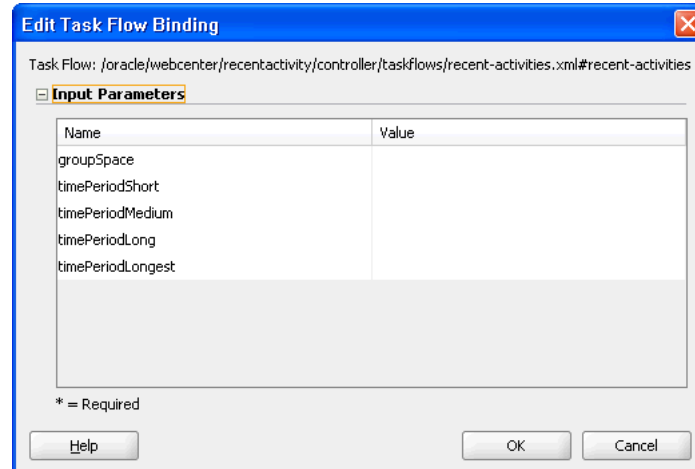 Edit Task Flow Binding
Task Flow: /oracle/webcenter/recentactivity/controller/taskflows/recent-activities.xml#recent-activities
Input Parameters
Name Value
groupSpace
timePeriodShort
timePeriodMedium
timePeriodLong
timePeriodLongest
* = Required
Help OK Cancel